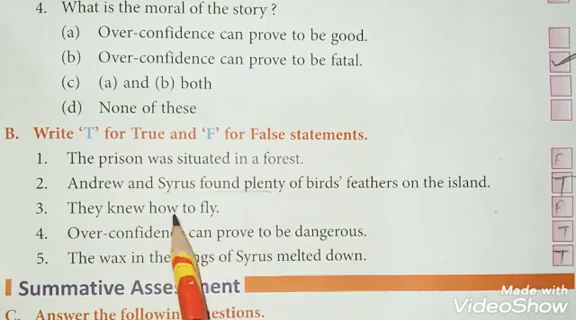 4. What is the moral of the story ?
(a) Over-confidence can prove to be good.
(b) Over-confidence can prove to be fatal.
(c) (a) and (b) both
(d) None of these
B. Write ‘T’ for True and ‘F’ for False statements.
1. The prison was situated in a forest. F
2. Andrew and Syrus found plenty of birds’ feathers on the island. T
3. They knew how to fly. F
4. Over-confidenc can prove to be dangerous. T
5. The wax in the ngs of Syrus melted down. T
Summative Asse ent
Made with
VideoShow
C. Answer the followin estions.